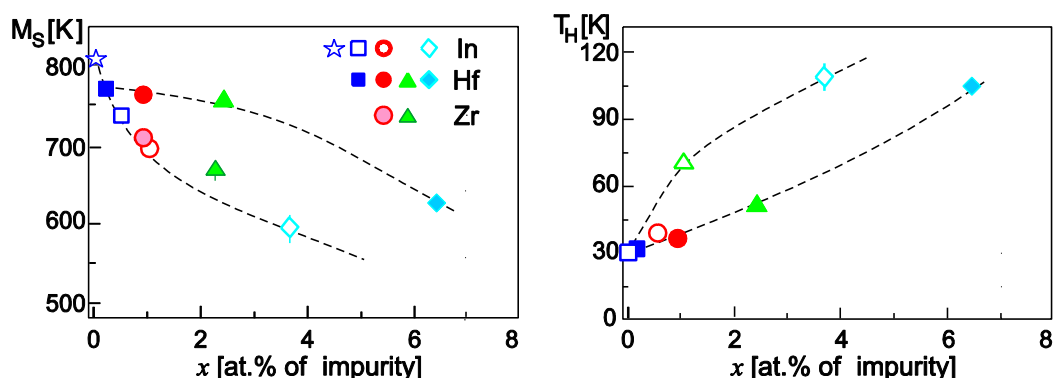 M_S [K]
800
700
600
500
0
2
4
6
8
x [at.% of impurity]
In
Hf
Zr
T_H [K]
120
90
60
30
0
0
2
4
6
8
x [at.% of impurity]